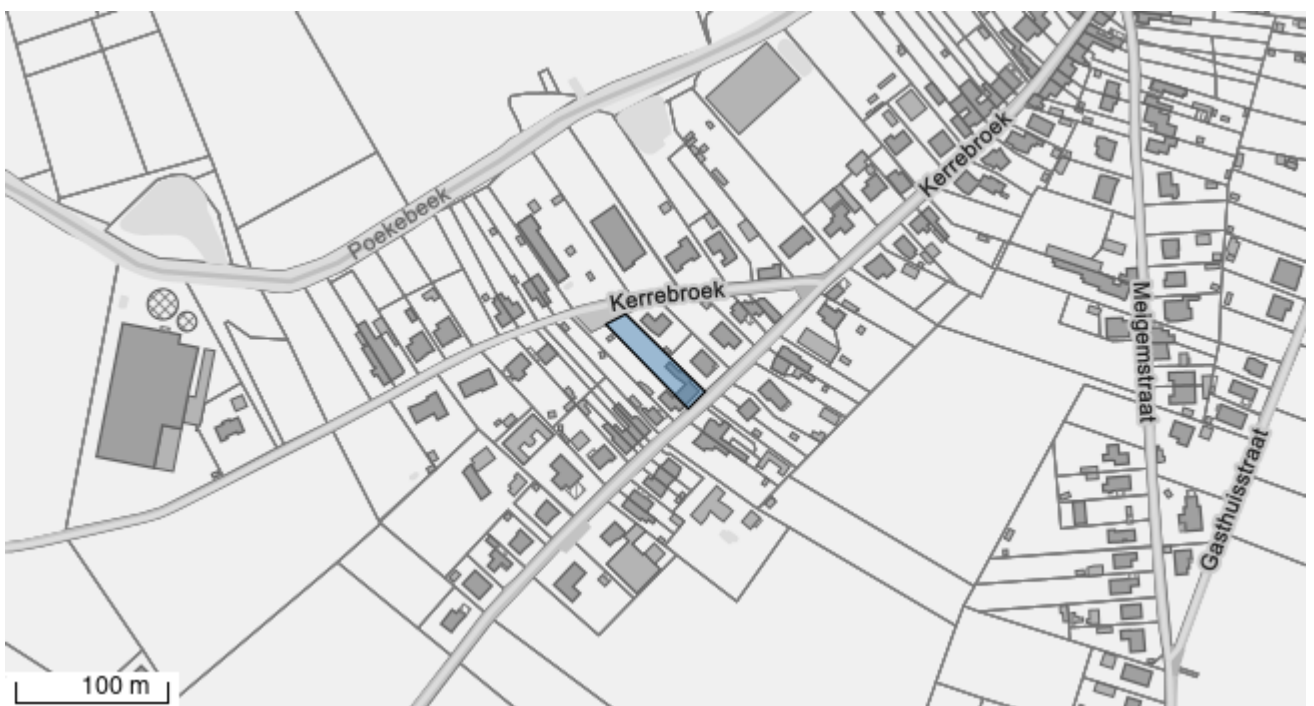 Kerrebroek
Poekebeek
Kerrebroek
Meigemstraat
Gasthuisstraat
100 m